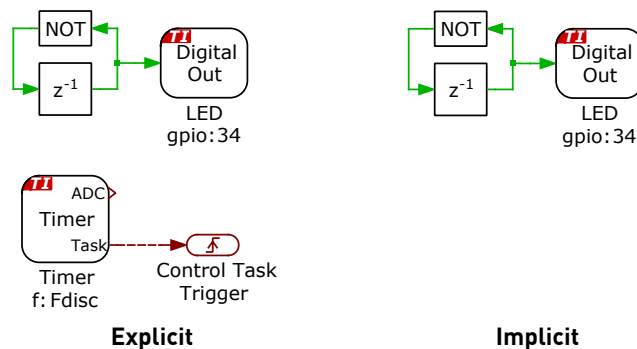 NOT
TI
Digital
Out
z-1
LED
gpio:34
NOT
TI
Digital
Out
z-1
LED
gpio:34
TI
ADC
Timer
Task
Timer
f: Fdisc
Control Task
Trigger
Explicit
Implicit